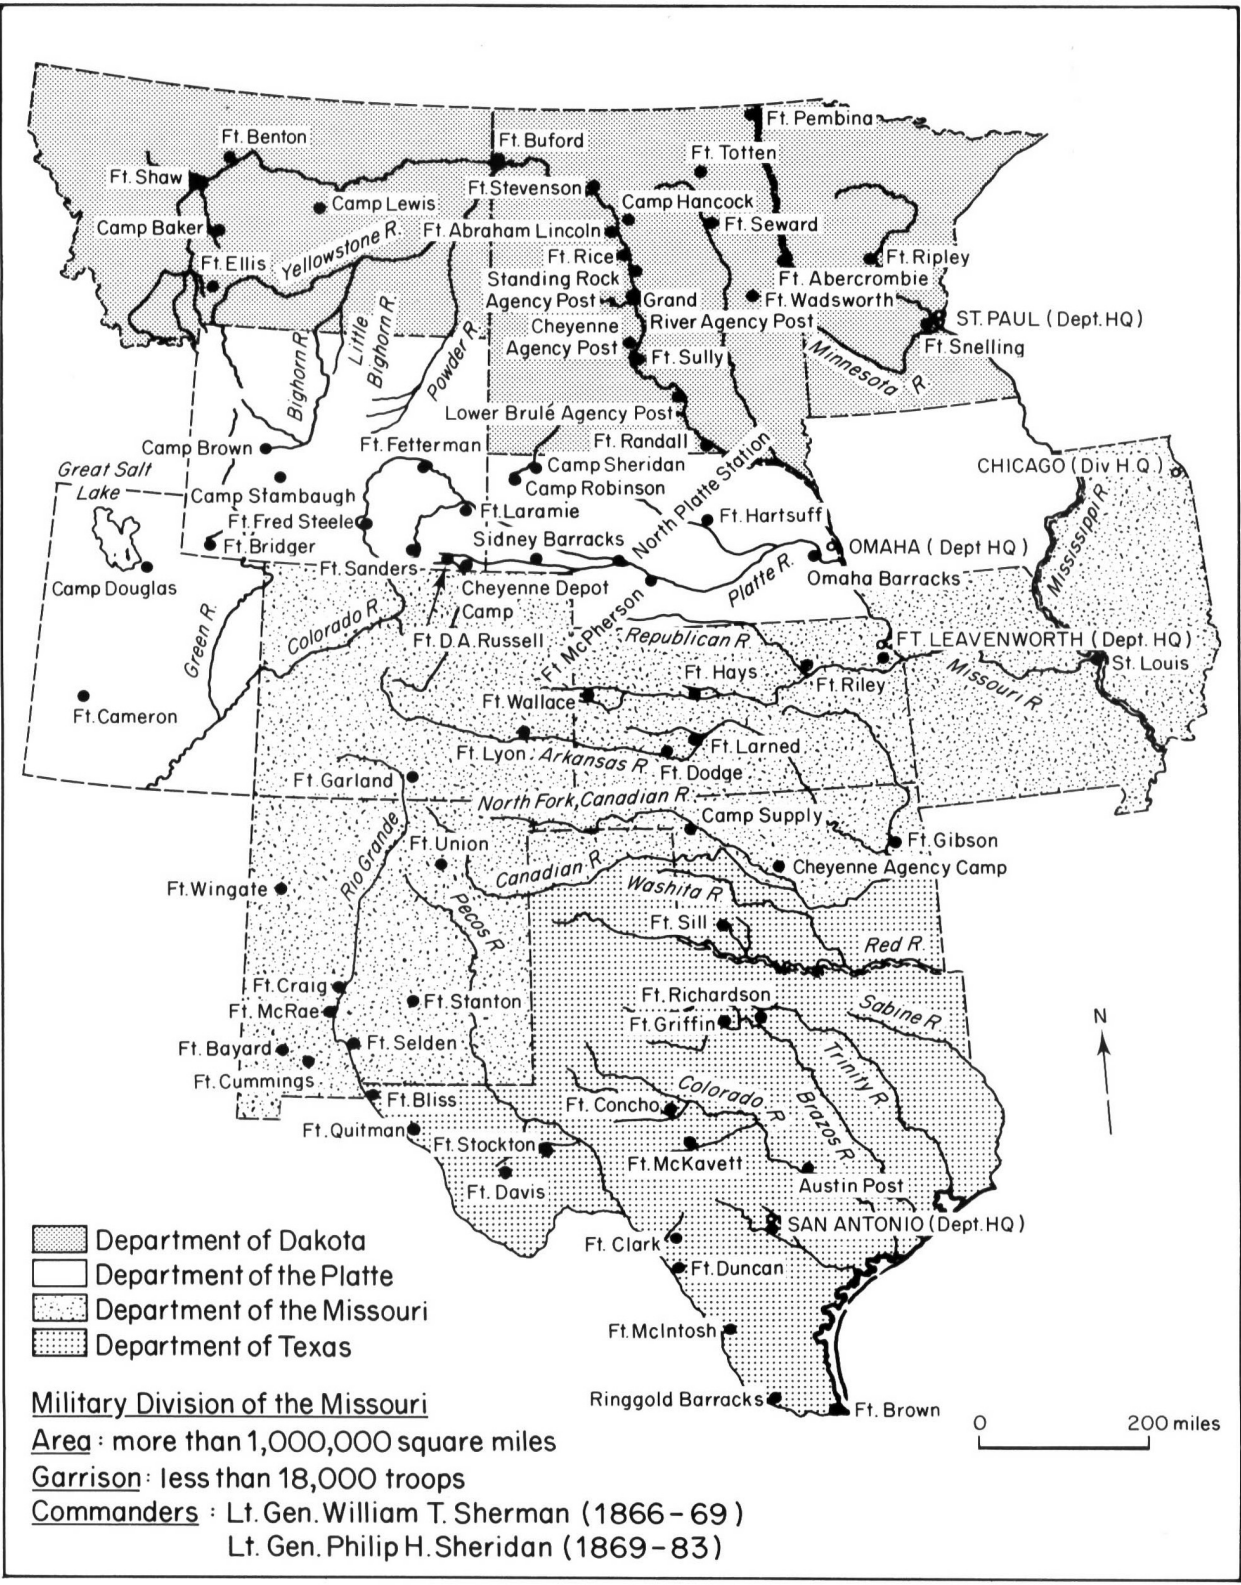 Ft. Pembina
Ft. Benton
Ft. Buford
Ft. Totten
Ft. Shaw
Ft. Stevenson
Camp Lewis
Camp Hancock
Camp Baker
Ft. Abraham Lincoln
Ft. Seward
Yellowstone R.
Ft. Ellis
Ft. Rice
Ft. Ripley
Standing Rock
Agency Post
Ft. Abercrombie
Grand
River Agency Post
Ft. Wadsworth
ST. PAUL (Dept. HQ)
Cheyenne
Agency Post
Ft. Snelling
Bighorn R.
Little
Bighorn R.
Powder R.
Ft. Sully
Minnesota R.
Lower Brulé Agency Post
Camp Brown
Ft. Fetterman
Ft. Randall
Great Salt
Lake
Camp Sheridan
North Platte Station
CHICAGO (Div H.Q.)
Camp Stambaugh
Camp Robinson
Ft. Fred Steele
Ft. Laramie
Ft. Hartsuff
Mississippi R.
Ft. Bridger
Sidney Barracks
OMAHA (Dept HQ)
Ft. Sanders
Omaha Barracks
Camp Douglas
Cheyenne Depot
Camp
Platte R.
Green R.
Colorado R.
Ft. D.A. Russell
Ft McPherson
Republican R.
FT. LEAVENWORTH (Dept. HQ)
Ft. Hays
St. Louis
Ft. Riley
Missouri R
Ft. Wallace
Ft. Cameron
Ft. Lyon
Arkansas R.
Ft. Larned
Ft. Dodge
Ft. Garland
North Fork, Canadian R.
Camp Supply
Rio Grande
Ft. Union
Ft. Gibson
Canadian R.
Cheyenne Agency Camp
Ft. Wingate
Washita R
Pecos R.
Ft. Sill
Red R.
Ft. Craig
Ft. Stanton
Ft. Richardson
Sabine R
N
Ft. McRae
Ft. Griffin
Ft. Bayard
Ft. Selden
Trinity R.
Ft. Cummings
Colorado R
Brazos R.
Ft. Bliss
Ft. Concho
Ft. Quitman
Ft. Stockton
Ft. McKavett
Ft. Davis
Austin Post
SAN ANTONIO (Dept. HQ)
Ft. Clark
Ft. Duncan
Ft. McIntosh
Ringgold Barracks
Ft. Brown
Department of Dakota
Department of the Platte
Department of the Missouri
Department of Texas
Military Division of the Missouri
Area : more than 1,000,000 square miles
Garrison : less than 18,000 troops
Commanders : Lt. Gen. William T. Sherman (1866-69)
Lt. Gen. Philip H. Sheridan (1869-83)
0 200 miles